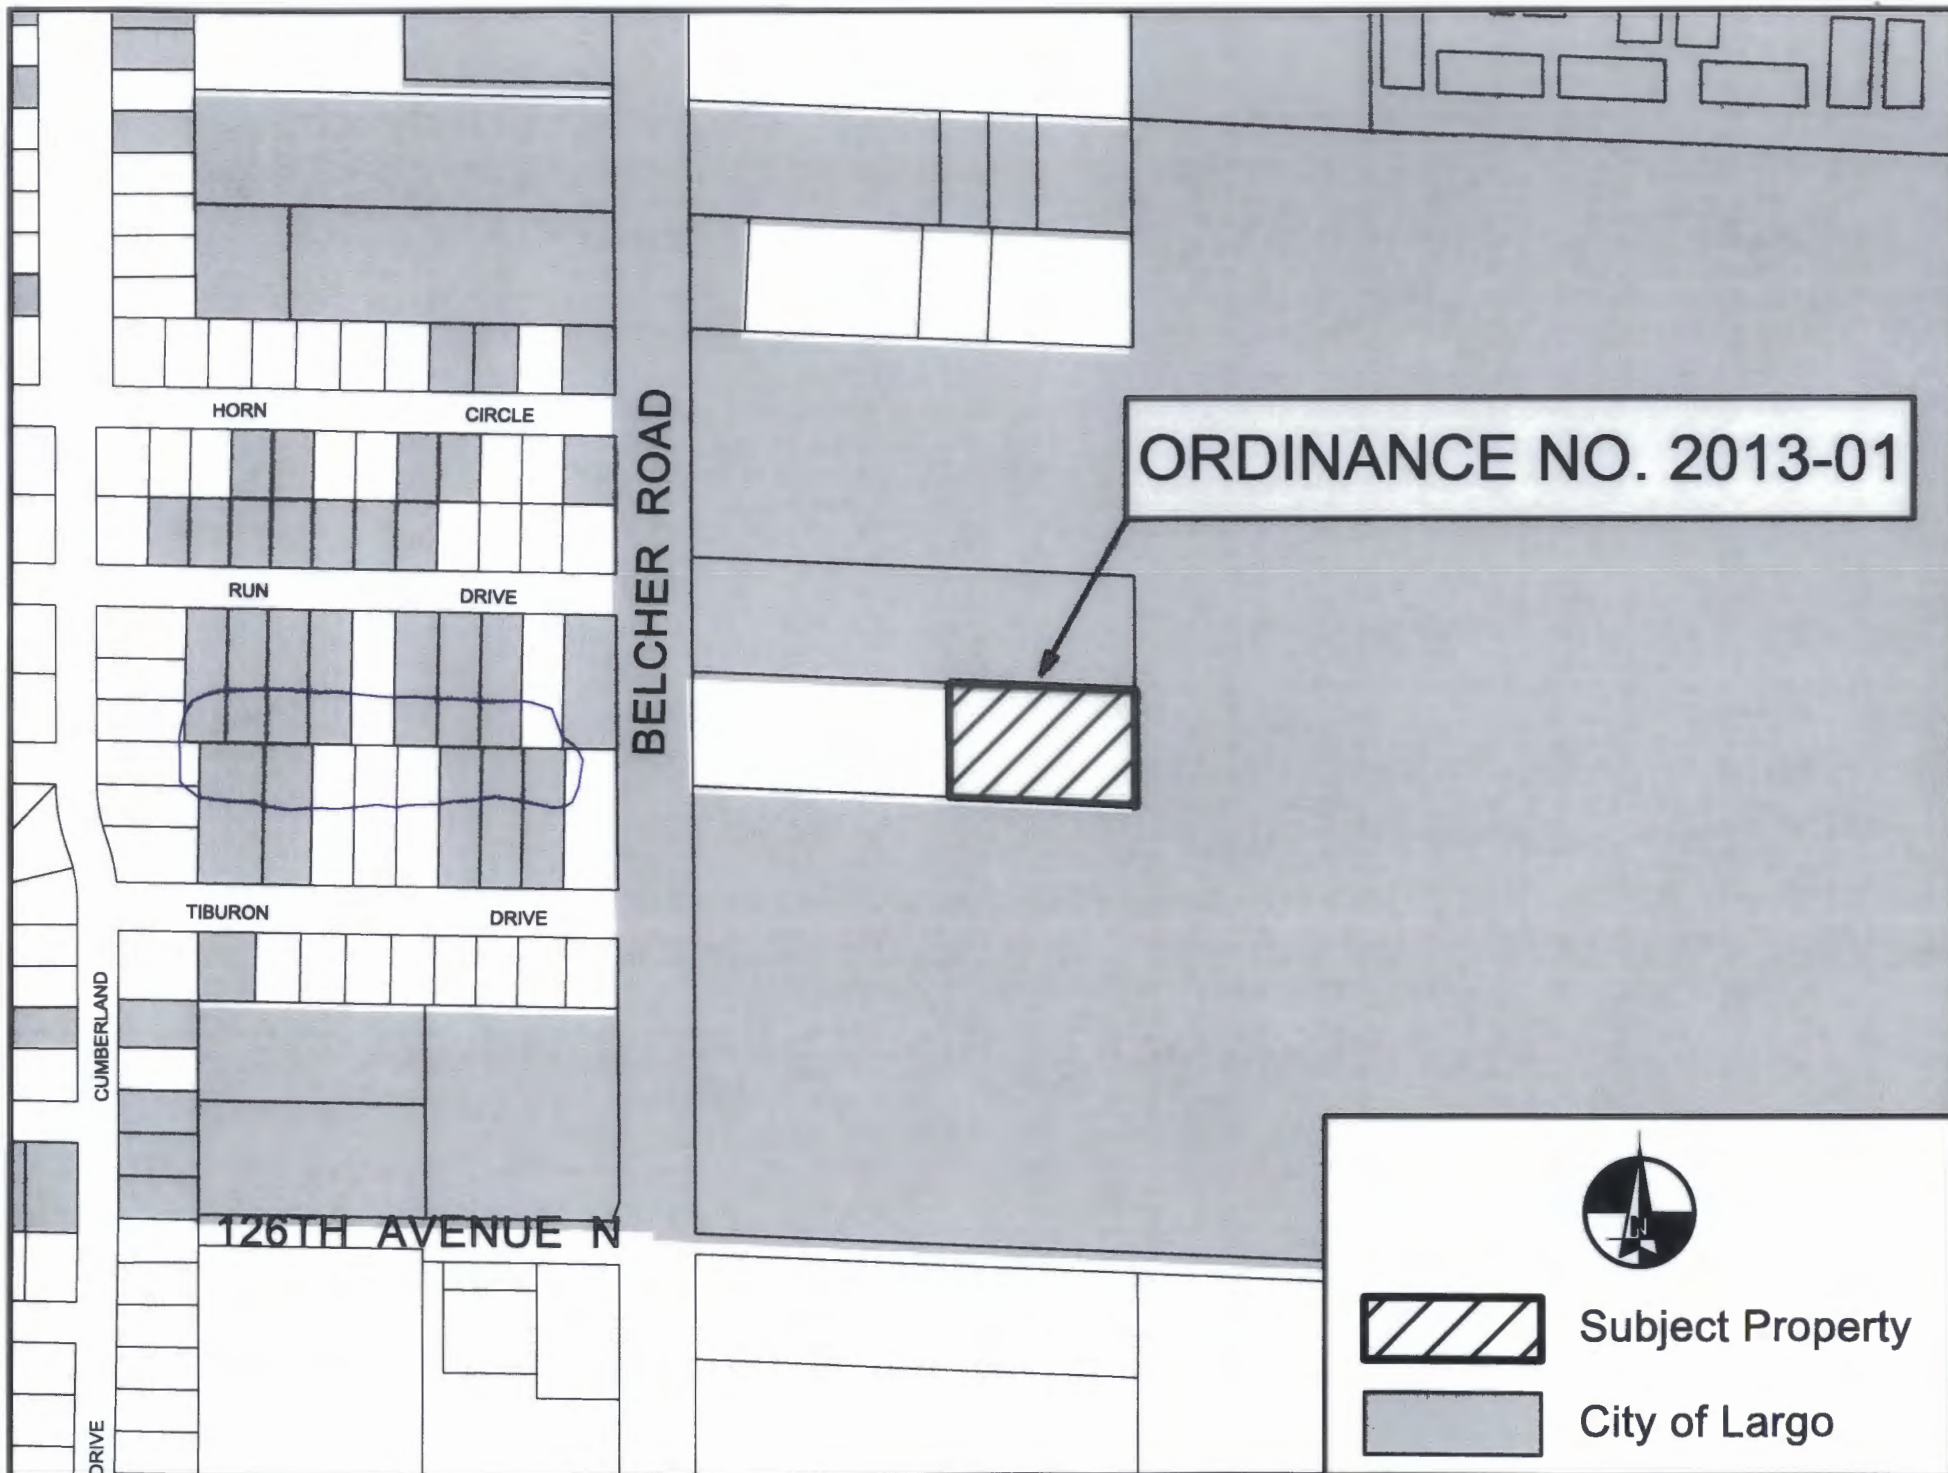 HORN CIRCLE
BELCHER ROAD
ORDINANCE NO. 2013-01
RUN DRIVE
TIBURON DRIVE
CUMBERLAND
DRIVE
126TH AVENUE N
N
Subject Property
City of Largo